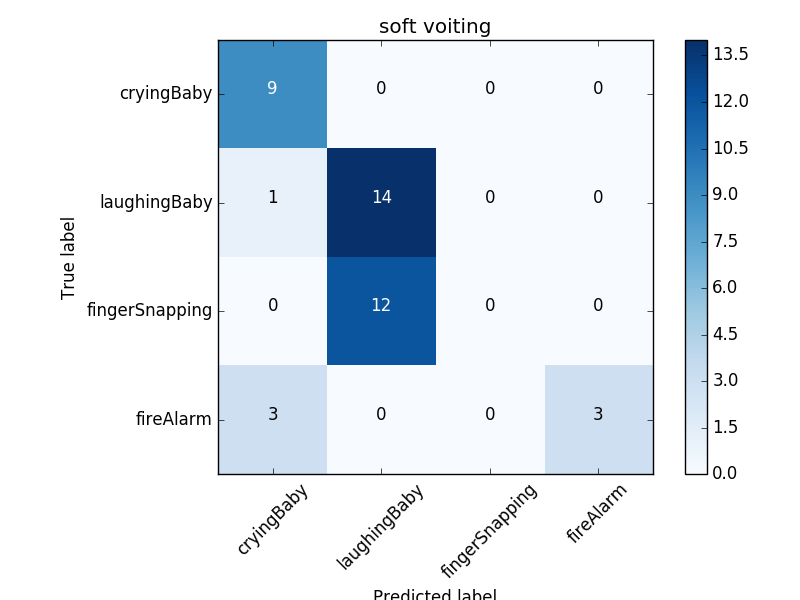 soft voiting
True label
cryingBaby
9 0 0 0
laughingBaby
1 14 0 0
fingerSnapping
0 12 0 0
fireAlarm
3 0 0 3
cryingBaby
laughingBaby
fingerSnapping
fireAlarm
Predicted label
13.5
12.0
10.5
9.0
7.5
6.0
4.5
3.0
1.5
0.0